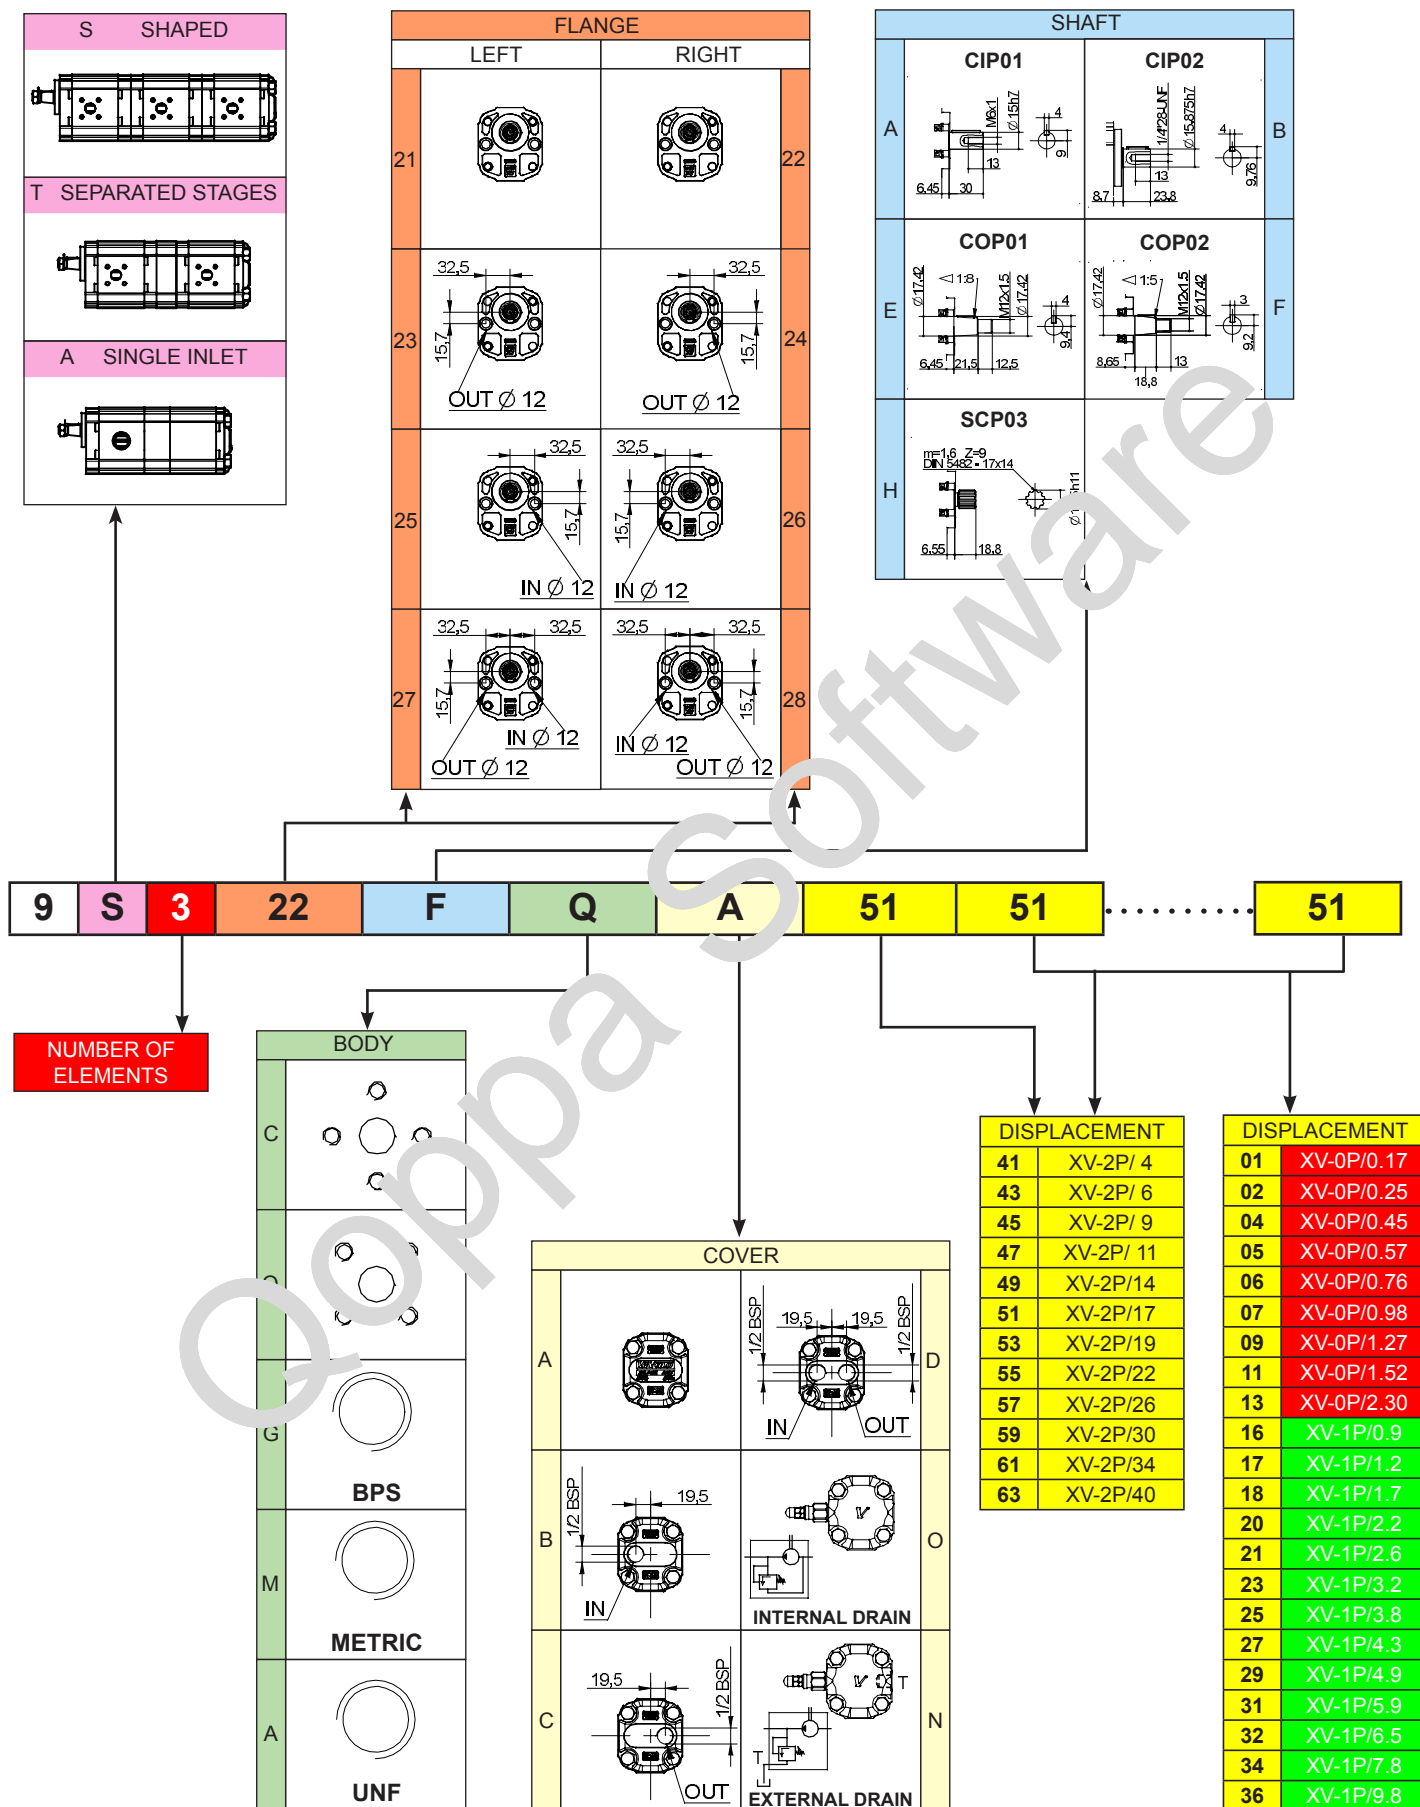 S SHAPED
T SEPARATED STAGES
A SINGLE INLET
FLANGE
LEFT RIGHT
21 22
32,5 32,5
23 24
15,7 15,7
OUT Ø 12 OUT Ø 12
32,5 32,5
25 26
15,7 15,7
IN Ø 12 IN Ø 12
32,5 32,5 32,5 32,5
27 28
15,7 15,7
IN Ø 12 IN Ø 12
OUT Ø 12 OUT Ø 12
SHAFT
CIP01 CIP02
A B
M6x1 Ø15h7 4 9 13
6.45 30
1/4"28-UNF Ø15.875h7 4 9.76 13
8.7 23.8
COP01 COP02
E F
Ø17.42 1:8 M12x1.5 Ø17.42 4 9.4
6.45 21.5 12.5
Ø17.42 1:5 M12x1.5 Ø17.42 3 9.2
8.65 13
18.8
SCP03
H
m=1,6 Z=9
DIN 5482 - 17x14
6.55 18.8
9 S 3 22 F Q A 51 51 .......... 51
NUMBER OF
ELEMENTS
BODY
C
G
BPS
M
METRIC
A
UNF
COVER
A D
1/2 BSP 19,5 19,5 1/2 BSP
IN OUT
B O
1/2 BSP 19,5
IN
INTERNAL DRAIN
C N
19,5 1/2 BSP
OUT
T
T
EXTERNAL DRAIN
DISPLACEMENT
41 XV-2P/ 4
43 XV-2P/ 6
45 XV-2P/ 9
47 XV-2P/ 11
49 XV-2P/14
51 XV-2P/17
53 XV-2P/19
55 XV-2P/22
57 XV-2P/26
59 XV-2P/30
61 XV-2P/34
63 XV-2P/40
DISPLACEMENT
01 XV-0P/0.17
02 XV-0P/0.25
04 XV-0P/0.45
05 XV-0P/0.57
06 XV-0P/0.76
07 XV-0P/0.98
09 XV-0P/1.27
11 XV-0P/1.52
13 XV-0P/2.30
16 XV-1P/0.9
17 XV-1P/1.2
18 XV-1P/1.7
20 XV-1P/2.2
21 XV-1P/2.6
23 XV-1P/3.2
25 XV-1P/3.8
27 XV-1P/4.3
29 XV-1P/4.9
31 XV-1P/5.9
32 XV-1P/6.5
34 XV-1P/7.8
36 XV-1P/9.8
Qoppa Software